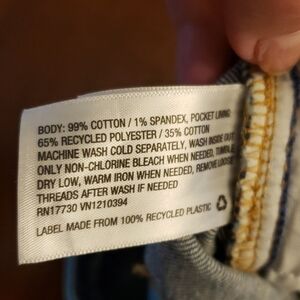 BODY: 99% COTTON / 1% SPANDEX, POCKET LINING
65% RECYCLED POLYESTER / 35% COTTON
MACHINE WASH COLD SEPARATELY, WASH INSIDE OUT
ONLY NON-CHLORINE BLEACH WHEN NEEDED, TUMBLE
DRY LOW, WARM IRON WHEN NEEDED, REMOVE LOOSE
THREADS AFTER WASH IF NEEDED
RN17730 VN1210394
LABEL MADE FROM 100% RECYCLED PLASTIC